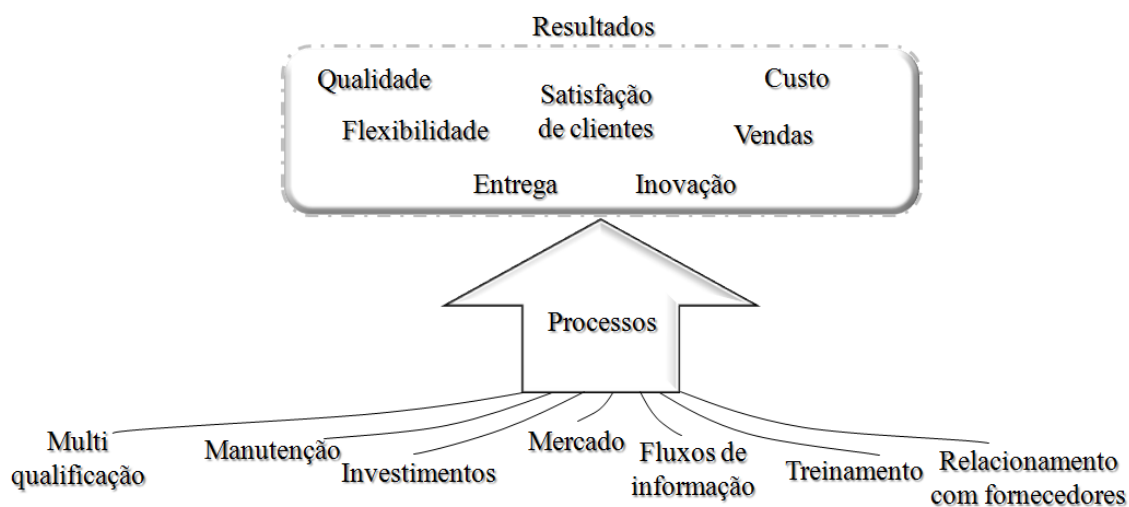 Resultados
Qualidade
Custo
Satisfação
de clientes
Flexibilidade
Vendas
Entrega
Inovação
Processos
Multi
qualificação
Manutenção
Investimentos
Mercado
Fluxos de
informação
Treinamento
Relacionamento
com fornecedores